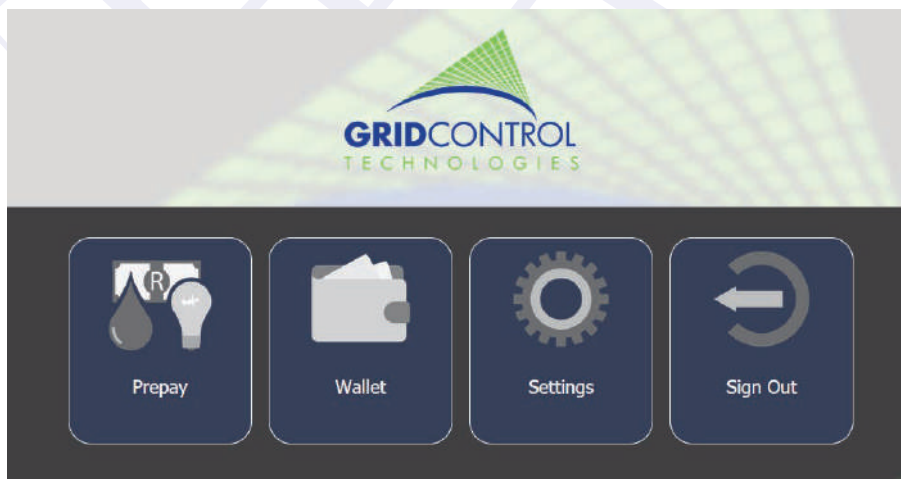 GRIDCONTROL
TECHNOLOGIES
R
Prepay
Wallet
Settings
Sign Out